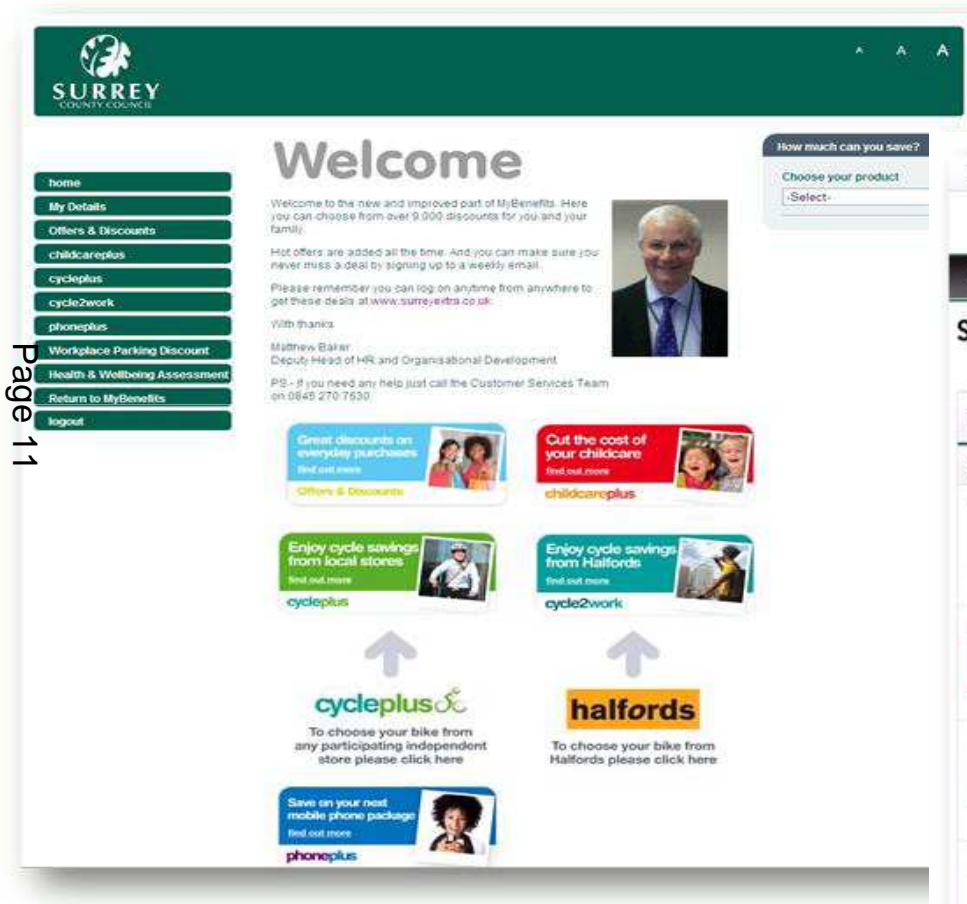 SURREY
COUNTY COUNCIL
A A A
home
My Details
Offers & Discounts
childcareplus
cycleplus
cycle2work
phoneplus
Workplace Parking Discount
Health & Wellbeing Assessment
Return to MyBenefits
logout
Page 11
Welcome
Welcome to the new and improved part of MyBenefits. Here
you can choose from over 9,000 discounts for you and your
family.
Hot offers are added all the time. And you can make sure you
never miss a deal by signing up to a weekly email.
Please remember you can log on anytime from anywhere to
get these deals at www.surreyextra.co.uk.
With thanks
Matthew Baker
Deputy Head of HR and Organisational Development
PS - If you need any help just call the Customer Services Team
on 0845 270 7530
How much can you save?
Choose your product
-Select-
S
Great discounts on
everyday purchases
find out more
Offers & Discounts
Cut the cost of
your childcare
find out more
childcareplus
Enjoy cycle savings
from local stores
find out more
cycleplus
Enjoy cycle savings
from Halfords
find out more
cycle2work
cycleplus
To choose your bike from
any participating independent
store please click here
halfords
To choose your bike from
Halfords please click here
Save on your next
mobile phone package
find out more
phoneplus